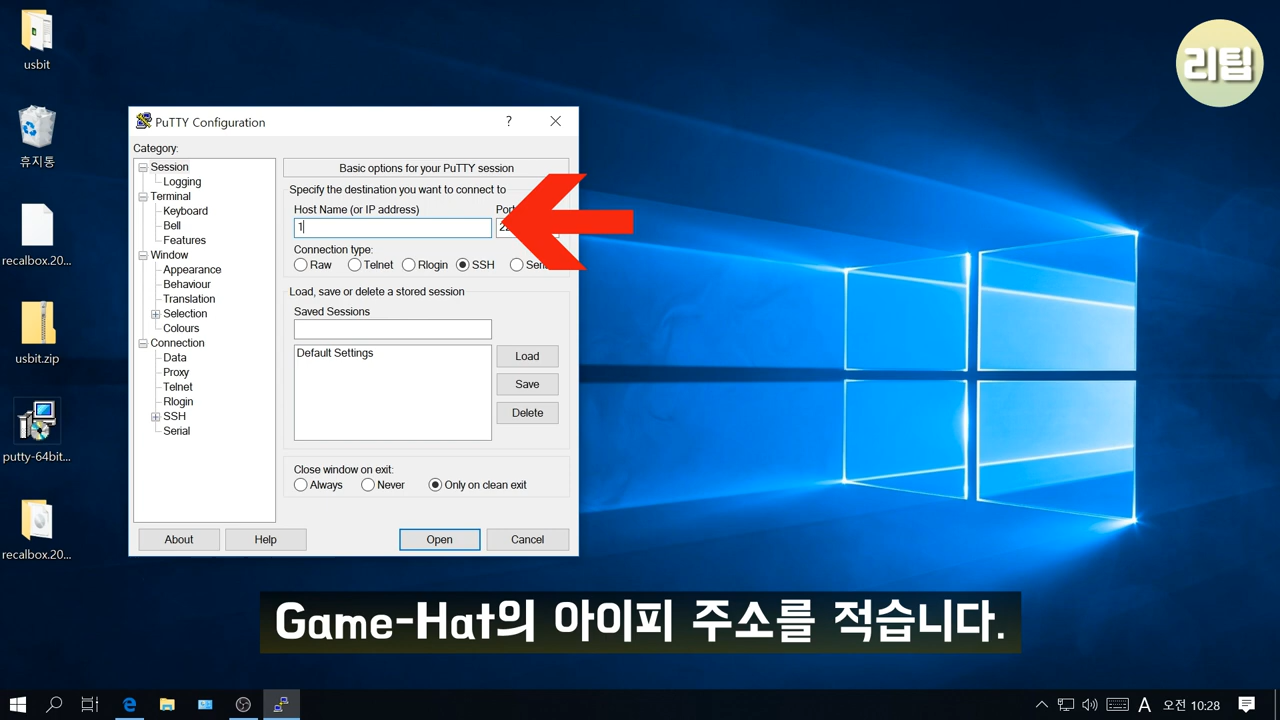 usbit
휴지통
recalbox.20...
usbit.zip
putty-64bit...
recalbox.20...
리팁
PuTTY Configuration
?
Category:
Session
Logging
Terminal
Keyboard
Bell
Features
Window
Appearance
Behaviour
Translation
Selection
Colours
Connection
Data
Proxy
Telnet
Rlogin
SSH
Serial
Basic options for your PuTTY session
Specify the destination you want to connect to
Host Name (or IP address)
1
Connection type:
Raw Telnet Rlogin SSH
Load, save or delete a stored session
Saved Sessions
Default Settings
Load
Save
Delete
Close window on exit:
Always Never Only on clean exit
About Help Open Cancel
Game-Hat의 아이피 주소를 적습니다.
A 오전 10:28